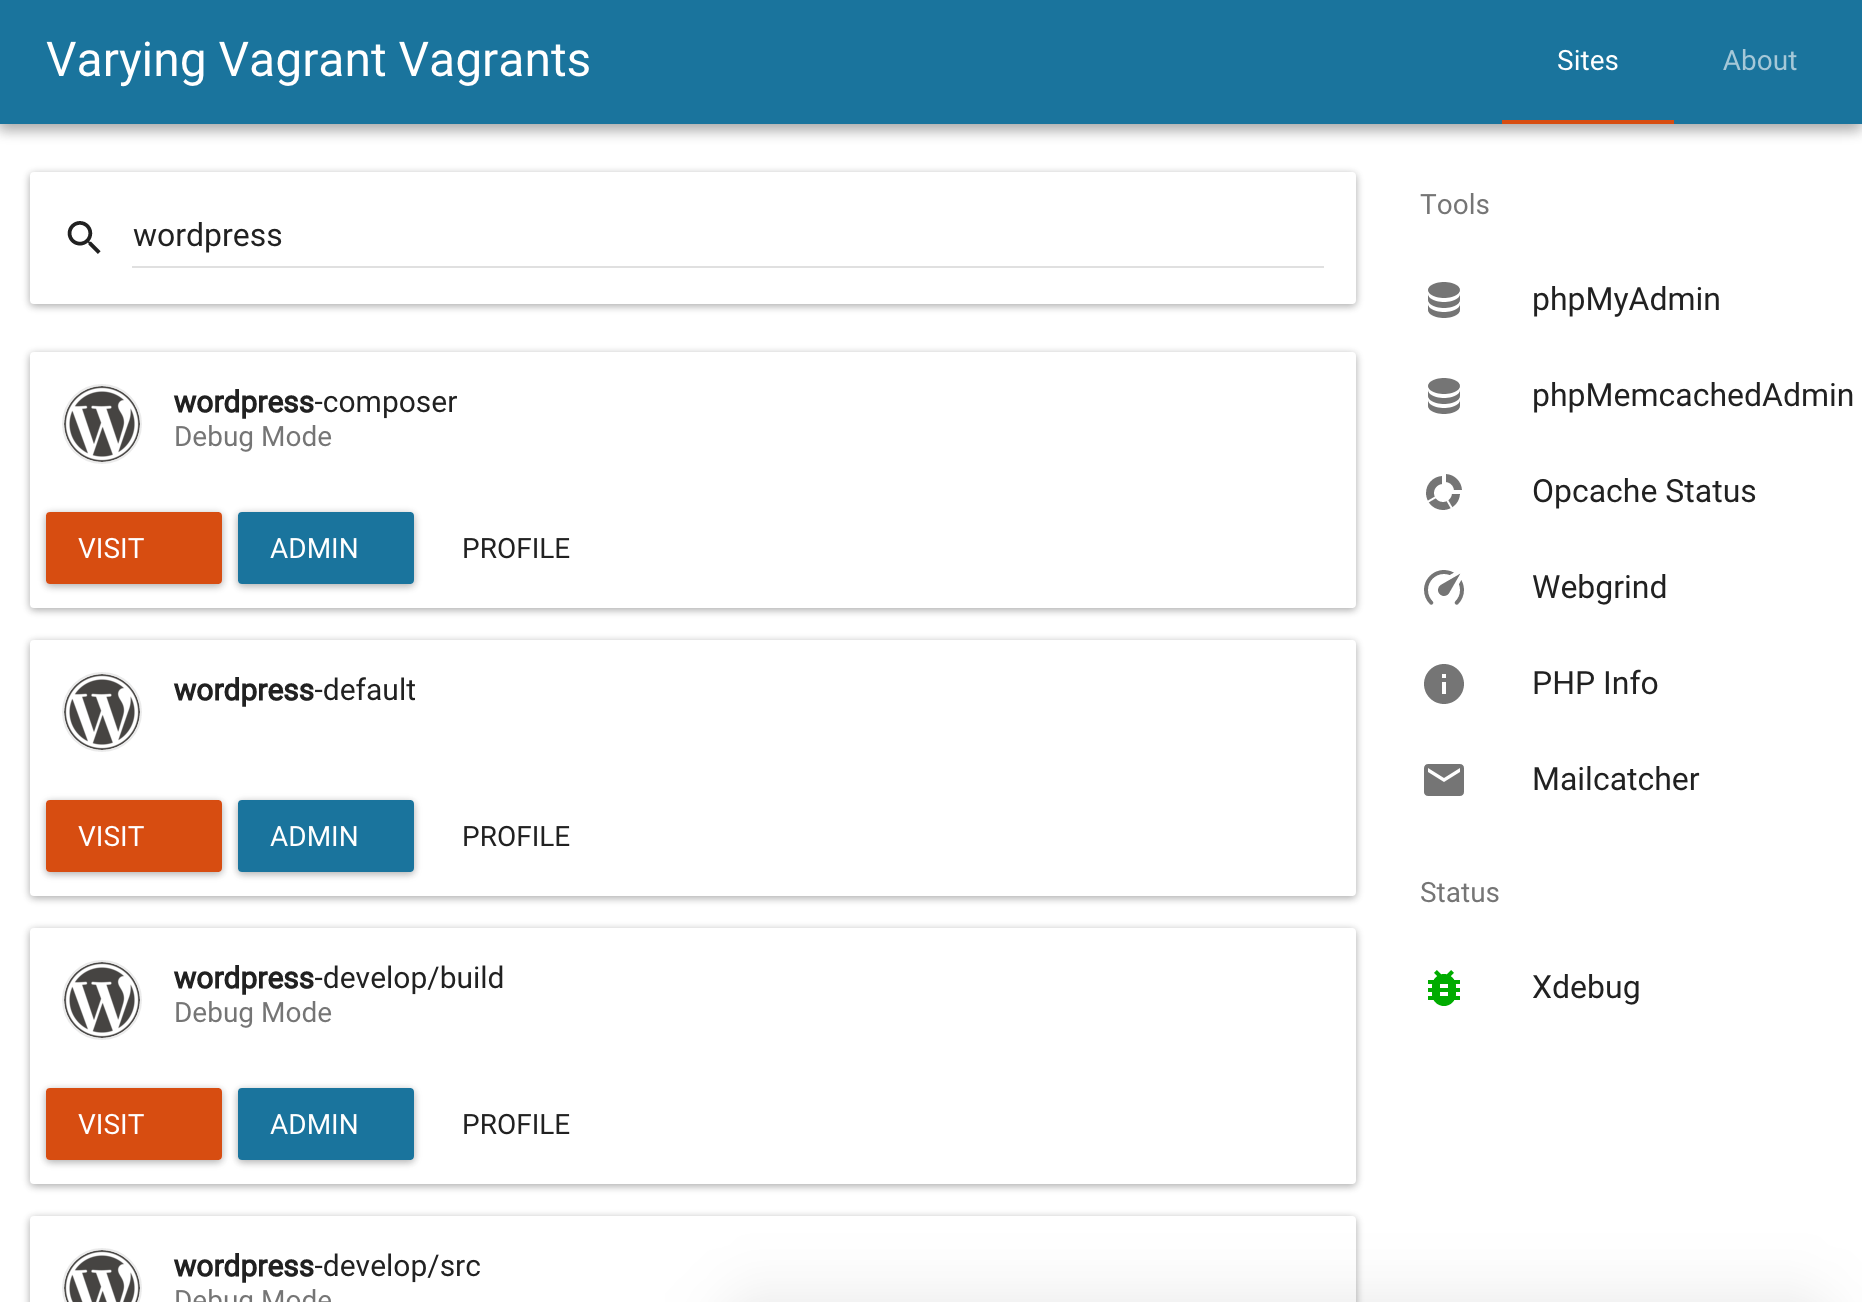 Varying Vagrant Vagrants
Sites
About
wordpress
wordpress-composer
Debug Mode
VISIT
ADMIN
PROFILE
wordpress-default
VISIT
ADMIN
PROFILE
wordpress-develop/build
Debug Mode
VISIT
ADMIN
PROFILE
wordpress-develop/src
Debug Mode
Tools
phpMyAdmin
phpMemcachedAdmin
Opcache Status
Webgrind
PHP Info
Mailcatcher
Status
Xdebug